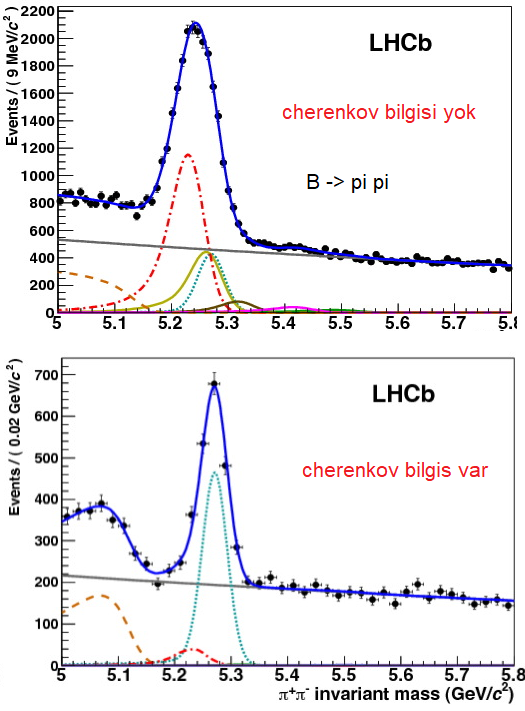 2200
2000
1800
1600
1400
1200
1000
800
600
400
200
0
Events / ( 9 MeV/c² )
LHCb
cherenkov bilgisi yok
B -> pi pi
5 5.1 5.2 5.3 5.4 5.5 5.6 5.7 5.8
700
600
500
400
300
200
100
0
Events / ( 0.02 GeV/c² )
LHCb
cherenkov bilgis var
5 5.1 5.2 5.3 5.4 5.5 5.6 5.7 5.8
π⁺π⁻ invariant mass (GeV/c²)